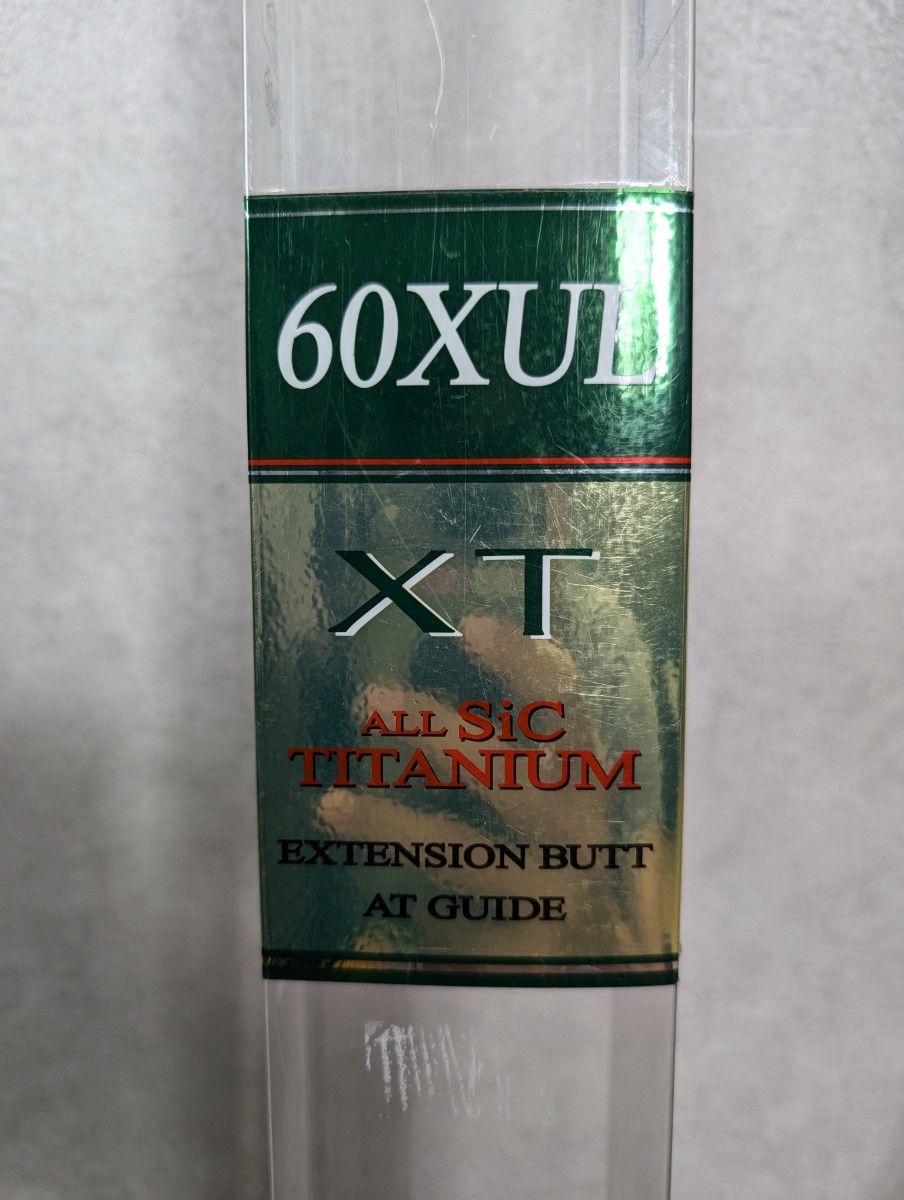 60XUL
XT
ALL SiC
TITANIUM
EXTENSION BUTT
AT GUIDE